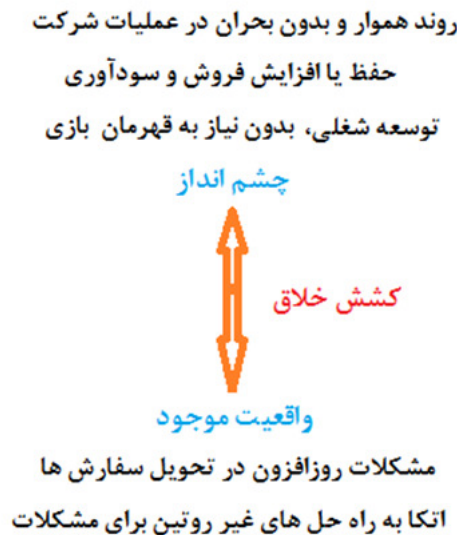 روند هموار و بدون بحران در عملیات شرکت
حفظ یا افزایش فروش و سودآوری
توسعه شغلی، بدون نیاز به قهرمان بازی
چشم انداز
کشش خلاق
واقعیت موجود
مشکلات روزافزون در تحویل سفارش ها
اتکا به راه حل های غیر روتین برای مشکلات